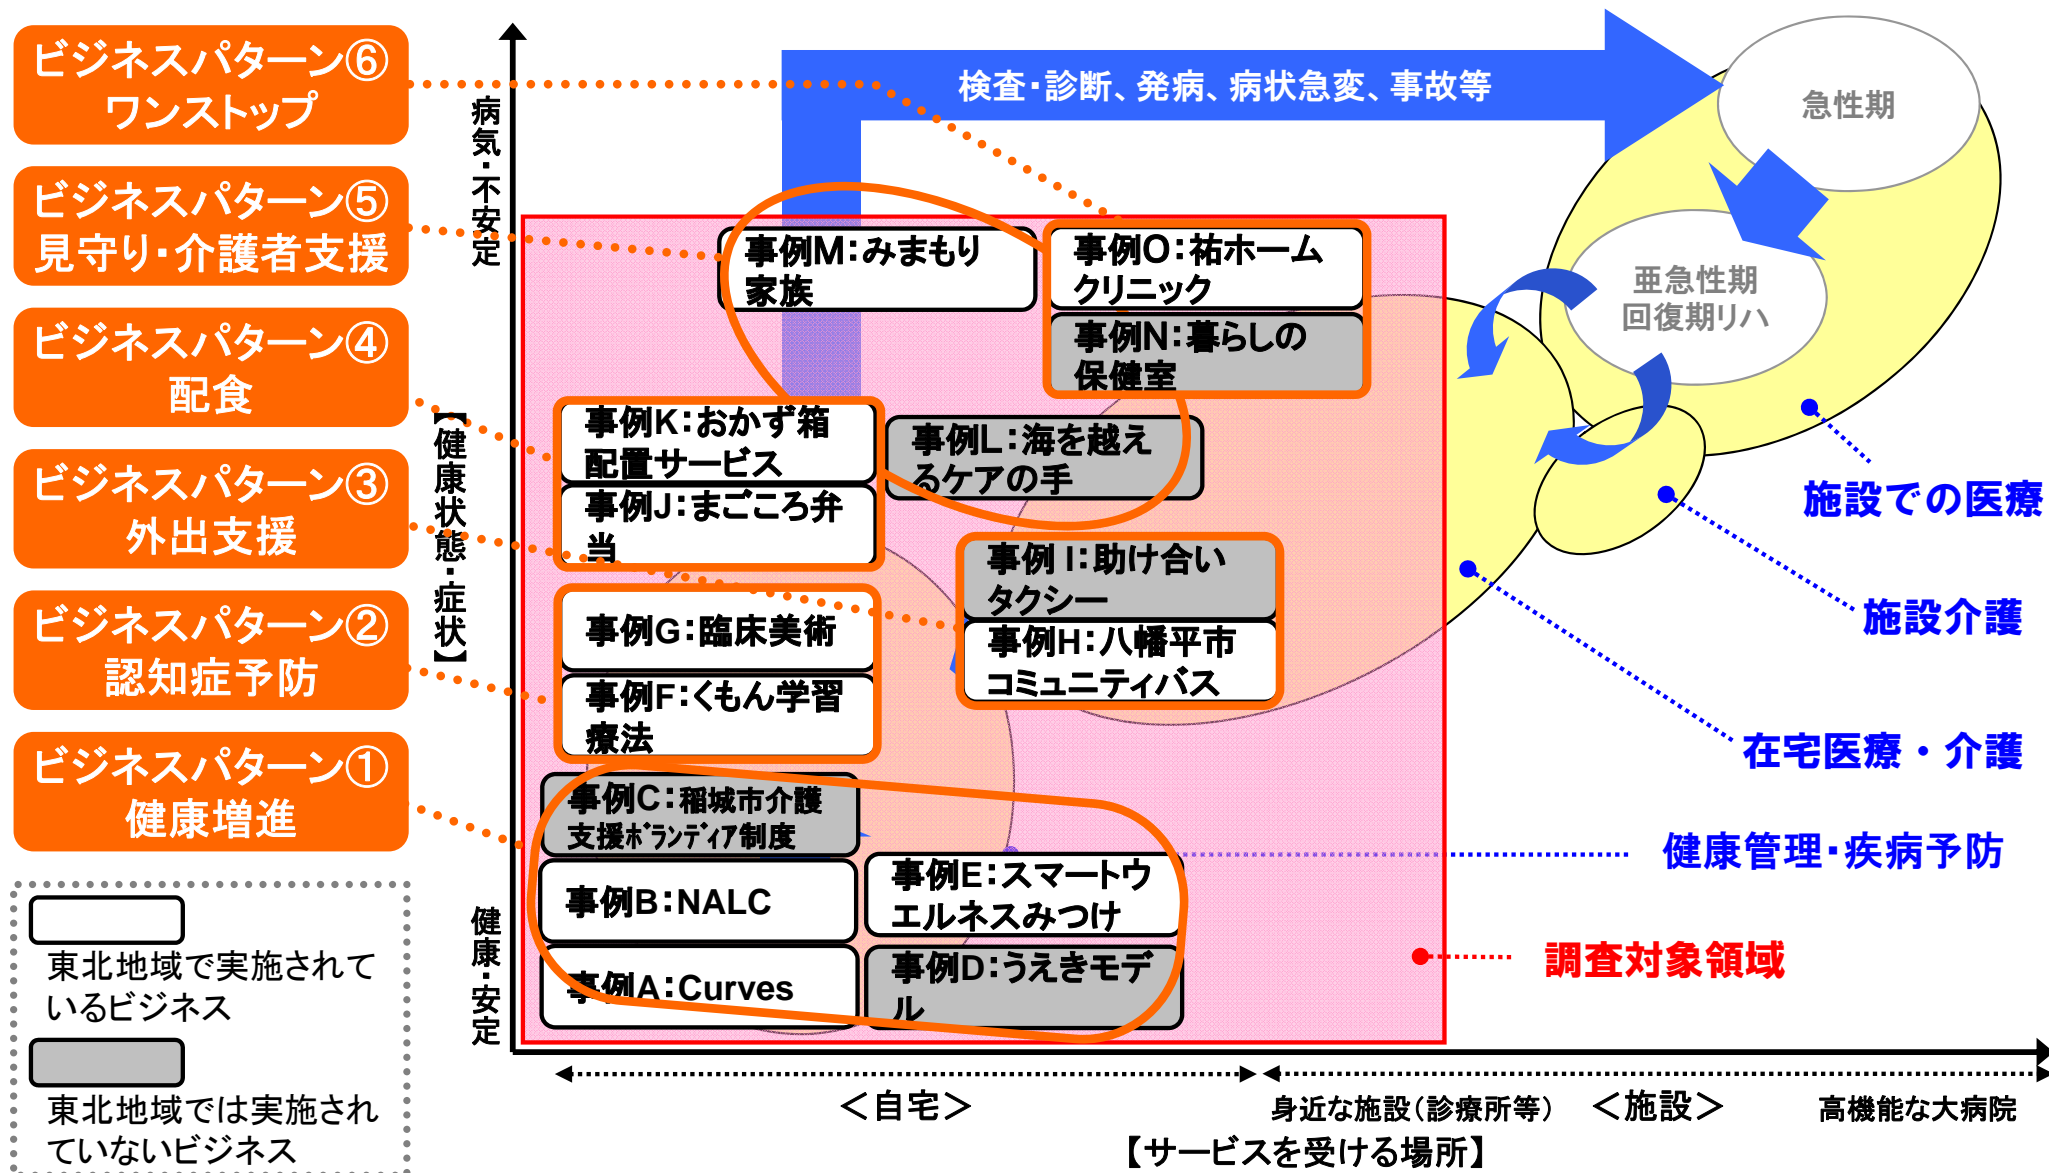 ビジネスパターン⑥
ワンストップ
ビジネスパターン⑤
見守り・介護者支援
ビジネスパターン④
配食
ビジネスパターン③
外出支援
ビジネスパターン②
認知症予防
ビジネスパターン①
健康増進
東北地域で実施されて
いるビジネス
東北地域では実施され
ていないビジネス
病気・不安定
【健康状態・症状】
健康・安定
検査・診断、発病、病状急変、事故等
急性期
亜急性期
回復期リハ
事例M：みまもり
家族
事例O：祐ホーム
クリニック
事例N：暮らしの
保健室
事例K：おかず箱
配置サービス
事例J：まごころ弁
当
事例L：海を越え
るケアの手
事例I：助け合い
タクシー
事例H：八幡平市
コミュニティバス
事例G：臨床美術
事例F：くもん学習
療法
事例C：稲城市介護
支援ﾎﾞﾗﾝﾃﾞｨｱ制度
事例B：NALC
事例A：Curves
事例E：スマートウ
エルネスみつけ
事例D：うえきモデ
ル
施設での医療
施設介護
在宅医療・介護
健康管理・疾病予防
調査対象領域
＜自宅＞
身近な施設（診療所等）
＜施設＞
高機能な大病院
【サービスを受ける場所】